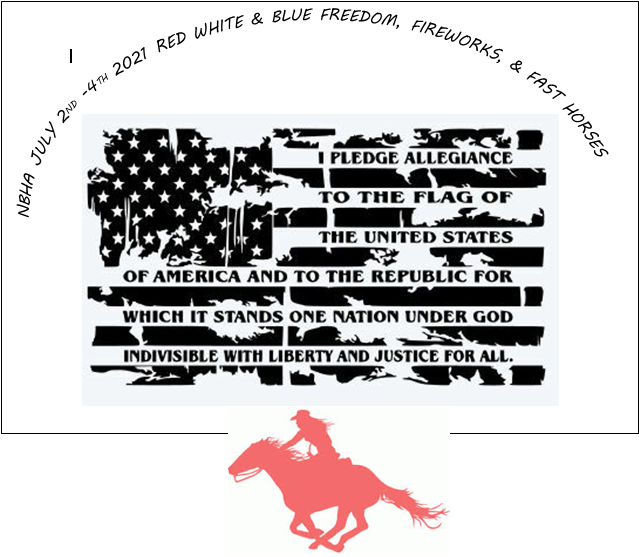 NBHA JULY 2ND -4TH 2021 RED WHITE & BLUE FREEDOM, FIREWORKS, & FAST HORSES
I PLEDGE ALLEGIANCE
TO THE FLAG OF
THE UNITED STATES
OF AMERICA AND TO THE REPUBLIC FOR
WHICH IT STANDS ONE NATION UNDER GOD
INDIVISIBLE WITH LIBERTY AND JUSTICE FOR ALL.